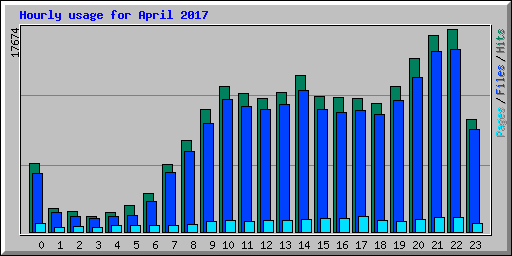 Hourly usage for April 2017
17674
Pages/Files/Hits
0 1 2 3 4 5 6 7 8 9 10 11 12 13 14 15 16 17 18 19 20 21 22 23